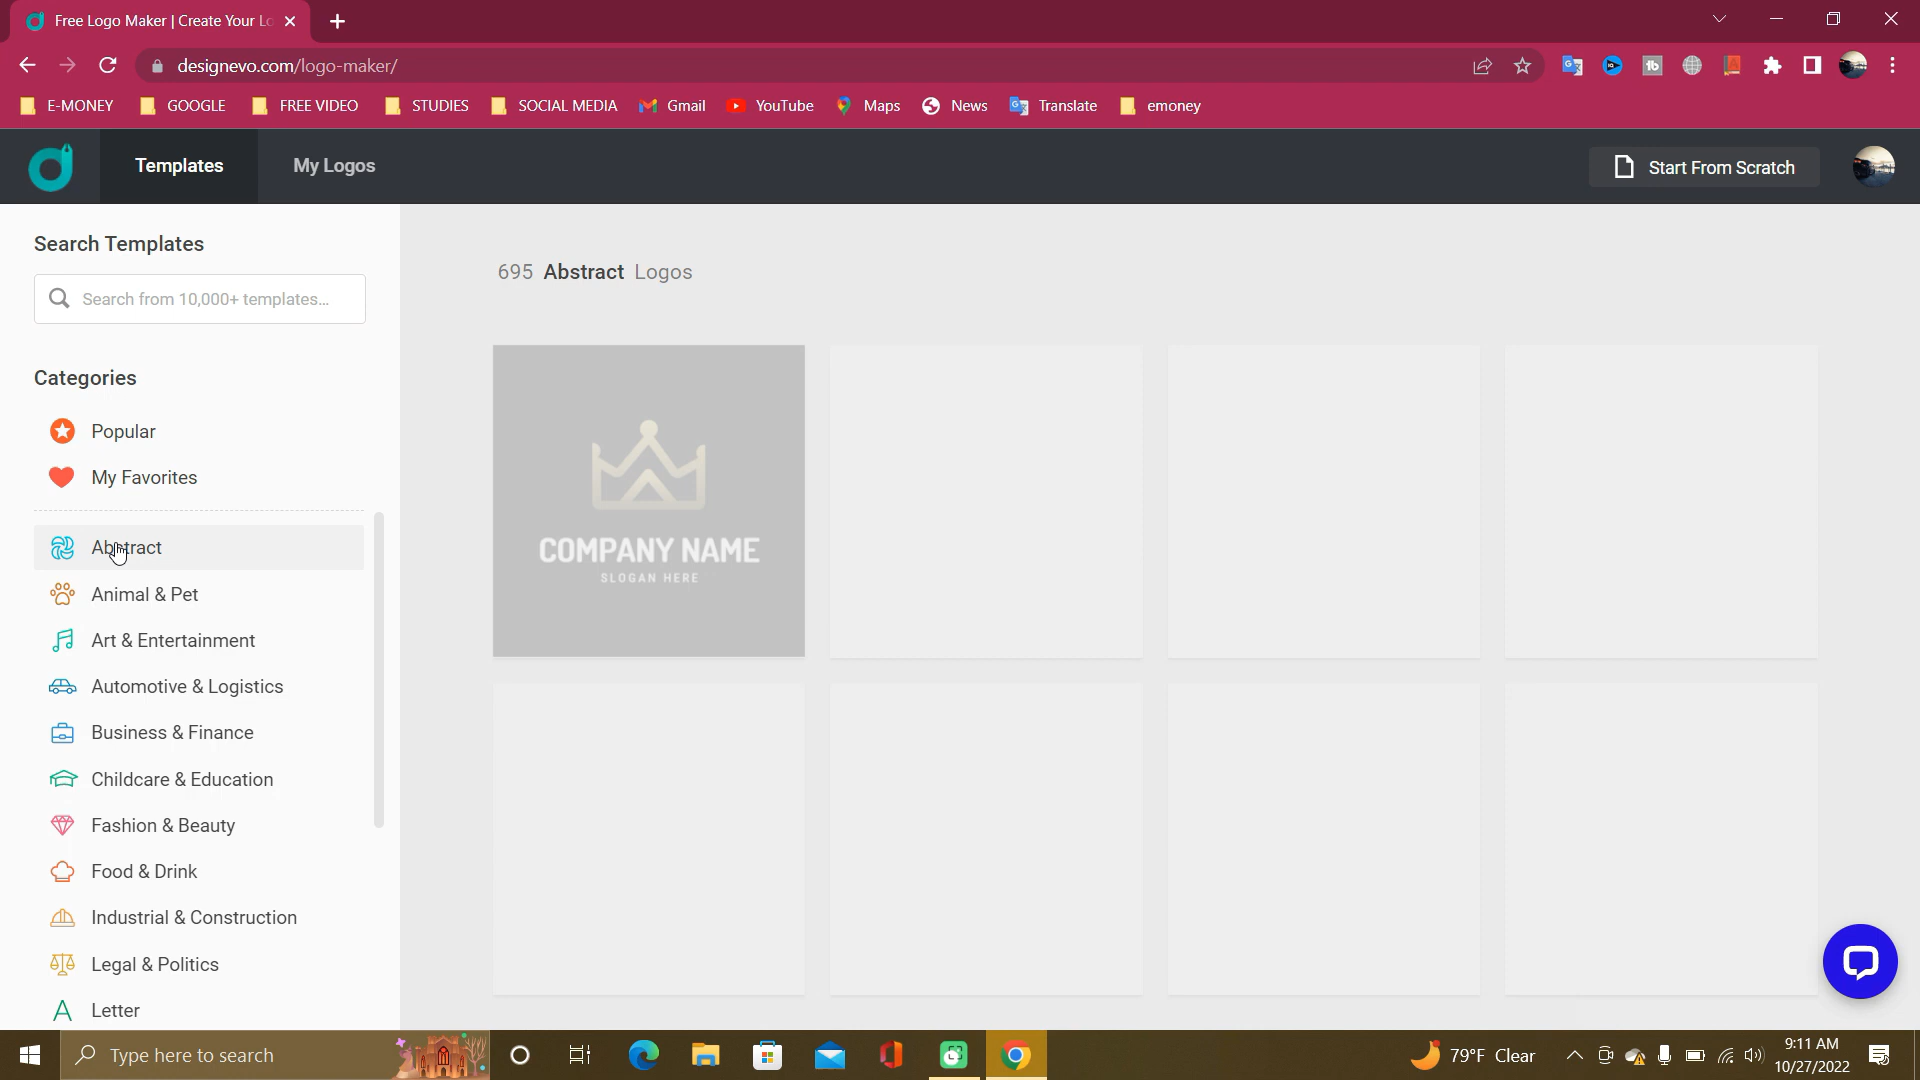 Free Logo Maker | Create Your Lo
designevo.com/logo-maker/
E-MONEY
GOOGLE
FREE VIDEO
STUDIES
SOCIAL MEDIA
Gmail
YouTube
Maps
News
Translate
emoney
Templates
My Logos
Start From Scratch
Search Templates
Search from 10,000+ templates...
Categories
Popular
My Favorites
Abstract
Animal & Pet
Art & Entertainment
Automotive & Logistics
Business & Finance
Childcare & Education
Fashion & Beauty
Food & Drink
Industrial & Construction
Legal & Politics
Letter
695 Abstract Logos
COMPANY NAME
SLOGAN HERE
Type here to search
79°F Clear
9:11 AM
10/27/2022